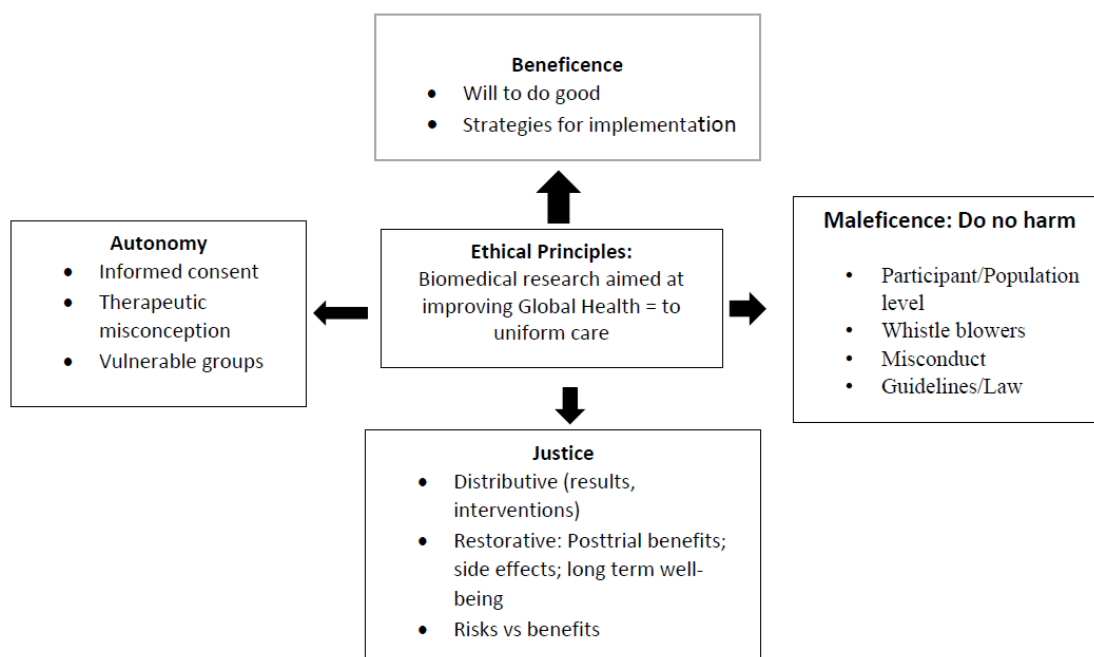 Beneficence
• Will to do good
• Strategies for implementation
Autonomy
• Informed consent
• Therapeutic
misconception
• Vulnerable groups
Ethical Principles:
Biomedical research aimed at
improving Global Health = to
uniform care
Maleficence: Do no harm
• Participant/Population
level
• Whistle blowers
• Misconduct
• Guidelines/Law
Justice
• Distributive (results,
interventions)
• Restorative: Posttrial benefits;
side effects; long term well-
being
• Risks vs benefits